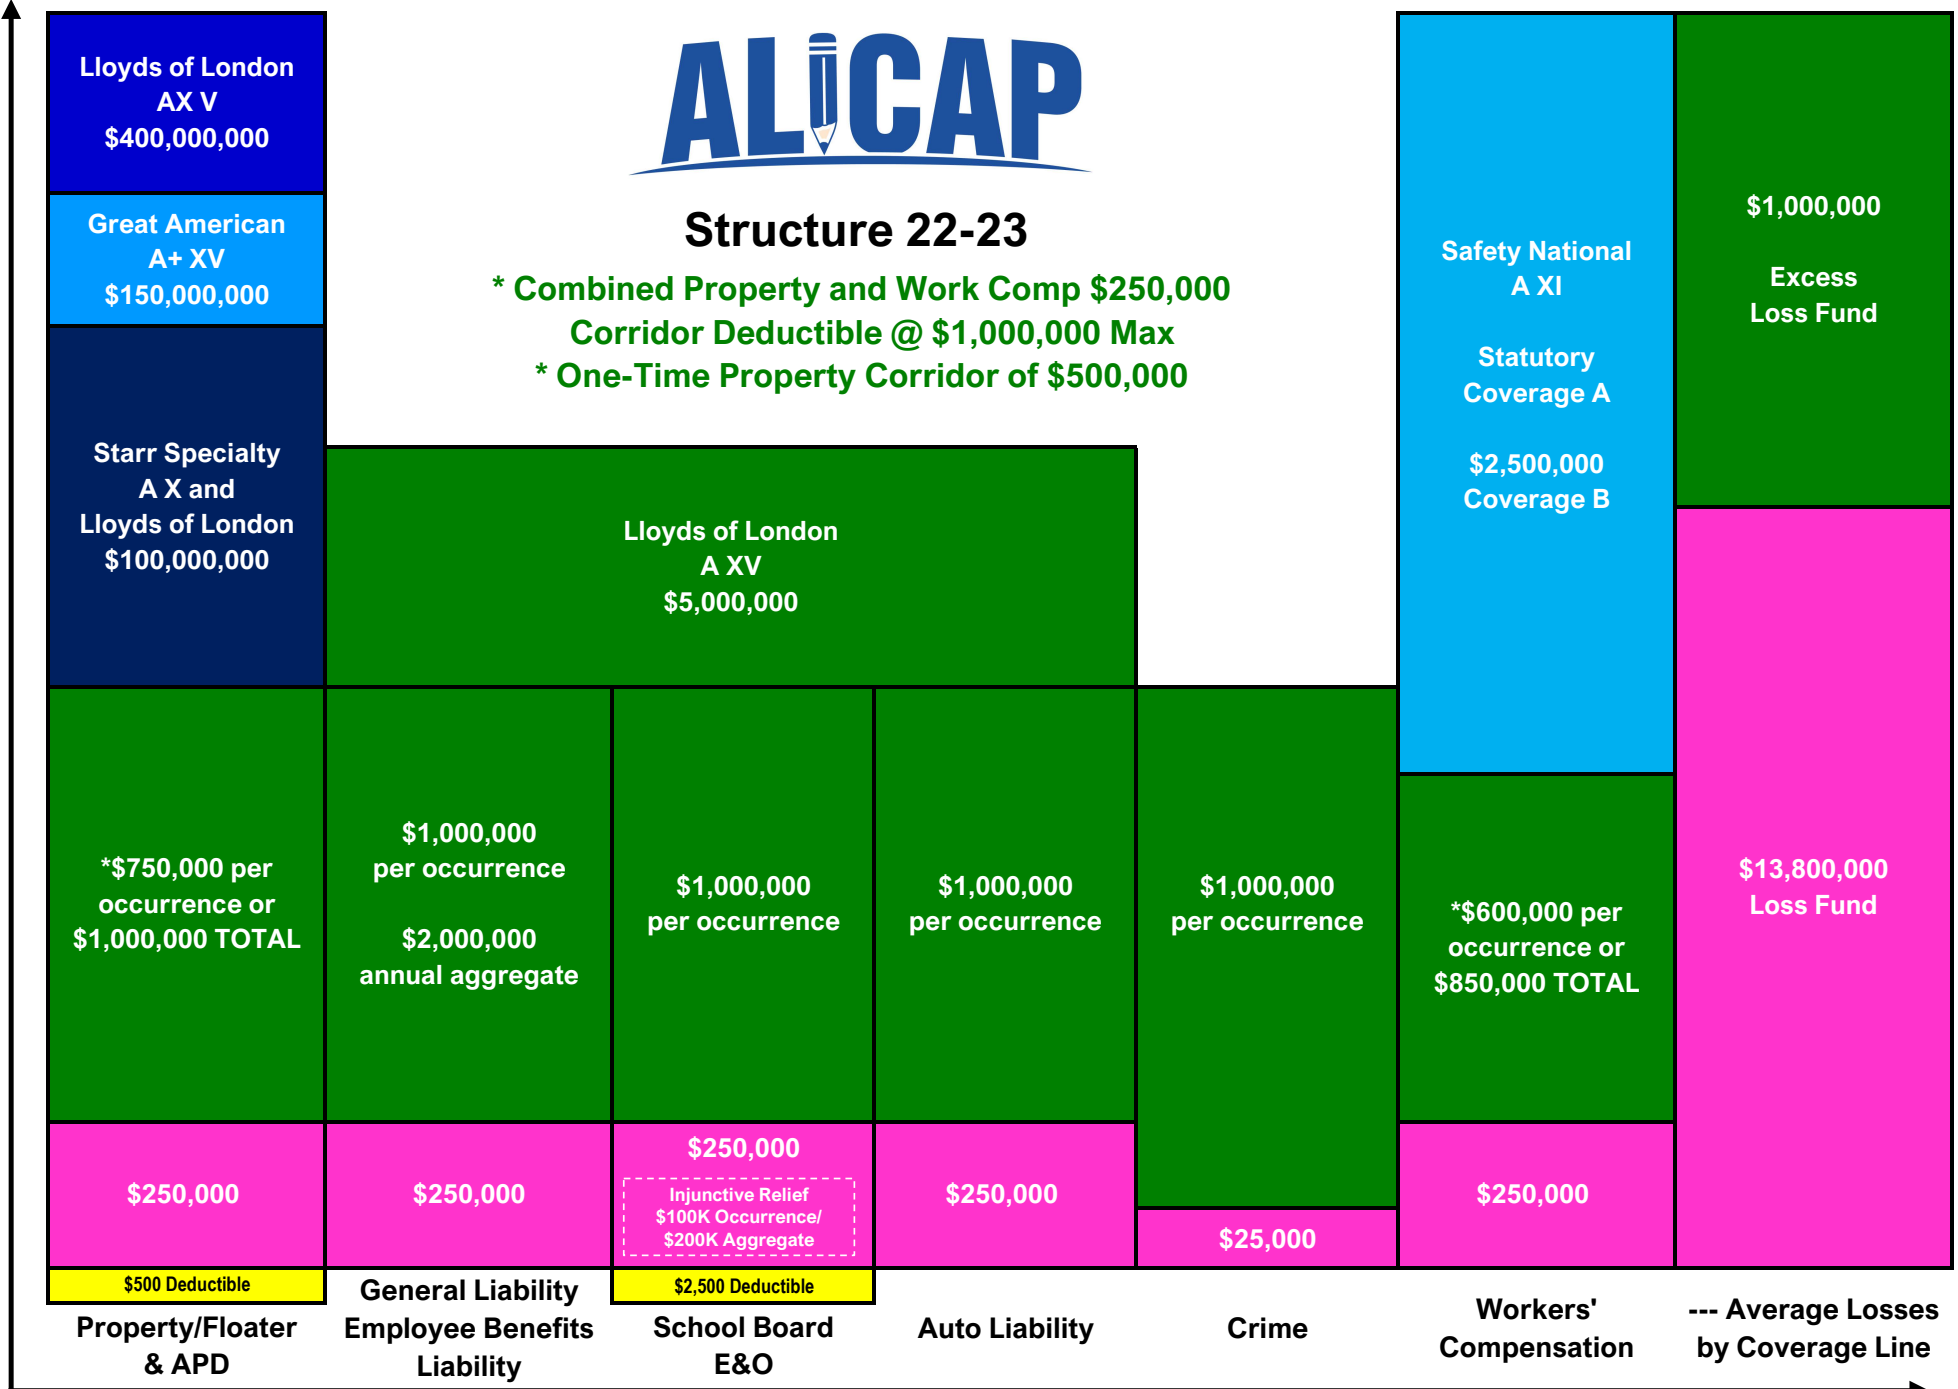 ALICAP
Structure 22-23
* Combined Property and Work Comp $250,000
Corridor Deductible @ $1,000,000 Max
* One-Time Property Corridor of $500,000
Lloyds of London
AX V
$400,000,000
Great American
A+ XV
$150,000,000
Starr Specialty
A X and
Lloyds of London
$100,000,000
*$750,000 per
occurrence or
$1,000,000 TOTAL
$250,000
$500 Deductible
Property/Floater
& APD
Lloyds of London
A XV
$5,000,000
$1,000,000
per occurrence
$2,000,000
annual aggregate
$250,000
General Liability
Employee Benefits
Liability
$1,000,000
per occurrence
$250,000
Injunctive Relief
$100K Occurrence/
$200K Aggregate
$2,500 Deductible
School Board
E&O
$1,000,000
per occurrence
$250,000
Auto Liability
$1,000,000
per occurrence
$25,000
Crime
Safety National
A XI
Statutory
Coverage A
$2,500,000
Coverage B
*$600,000 per
occurrence or
$850,000 TOTAL
$250,000
Workers'
Compensation
$1,000,000
Excess
Loss Fund
$13,800,000
Loss Fund
--- Average Losses
by Coverage Line